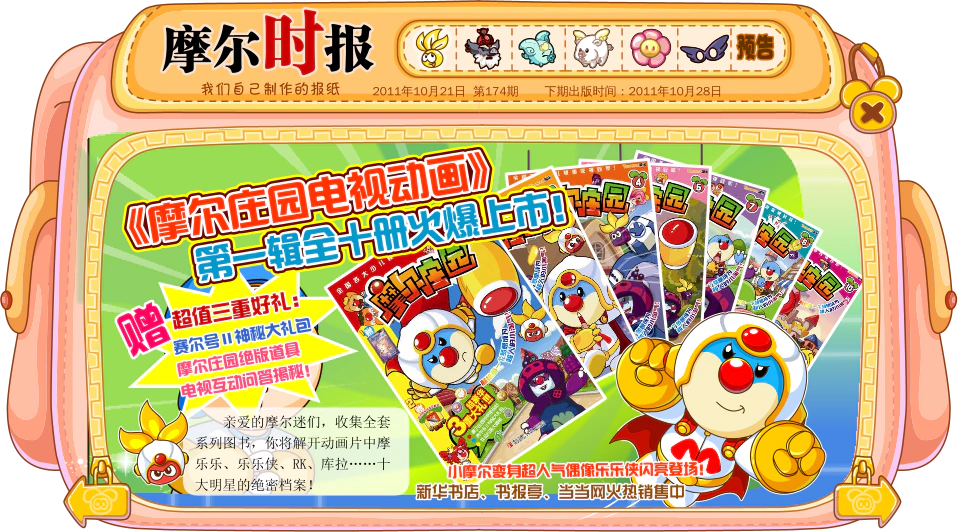 摩尔时报
预告
我们自己制作的报纸
2011年10月21日 第174期 下期出版时间：2011年10月28日
《摩尔庄园电视动画》
第一辑全十册火爆上市！
赠
超值三重好礼：
赛尔号II神秘大礼包
摩尔庄园绝版道具
电视互动问答揭秘！
摩尔庄园
④
⑤
⑦
⑧
亲爱的摩尔迷们，收集全套
系列图书，你将解开动画片中摩
乐乐、乐乐侠、RK、库拉……十
大明星的绝密档案！
小摩尔变身超人气偶像乐乐侠闪亮登场！
新华书店、书报亭、当当网火热销售中